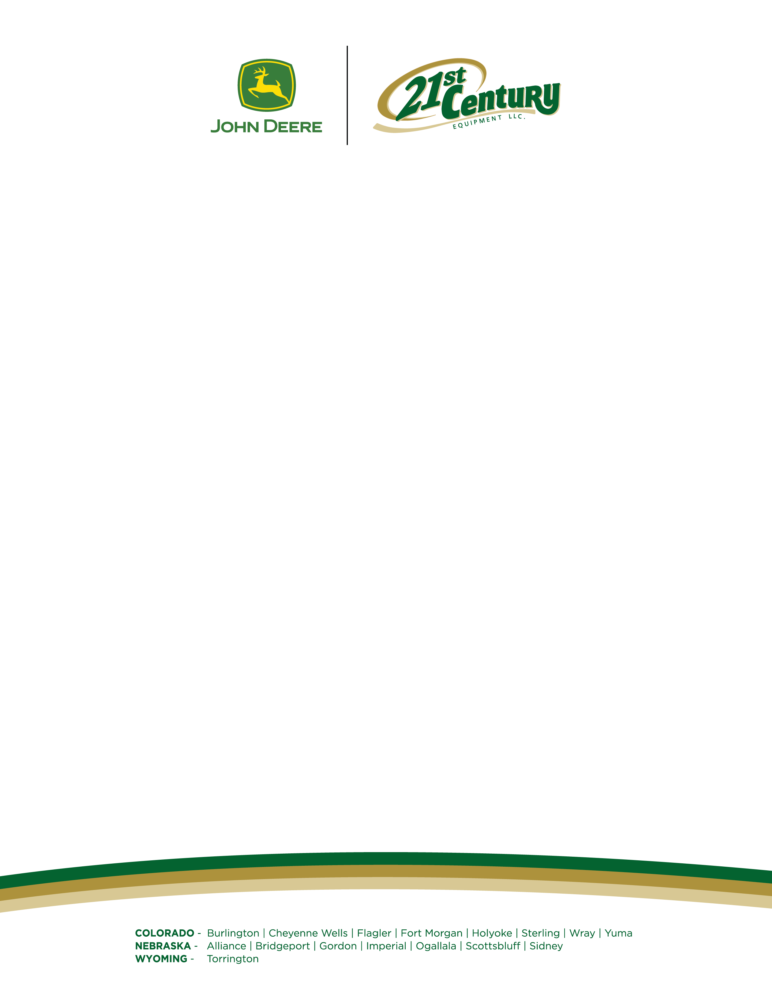 JOHN DEERE
21st Century
EQUIPMENT LLC.
COLORADO - Burlington | Cheyenne Wells | Flagler | Fort Morgan | Holyoke | Sterling | Wray | Yuma
NEBRASKA - Alliance | Bridgeport | Gordon | Imperial | Ogallala | Scottsbluff | Sidney
WYOMING - Torrington